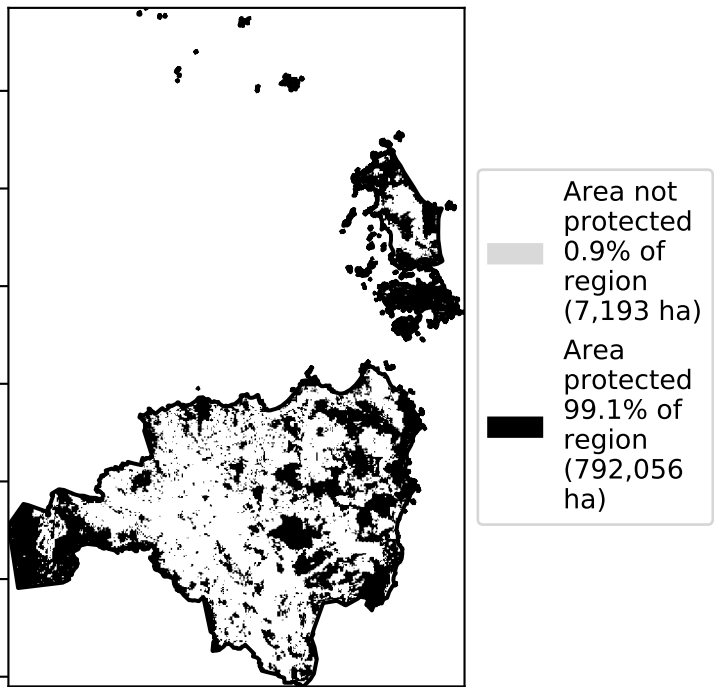 Area not
protected
0.9% of
region
(7,193 ha)
Area
protected
99.1% of
region
(792,056
ha)